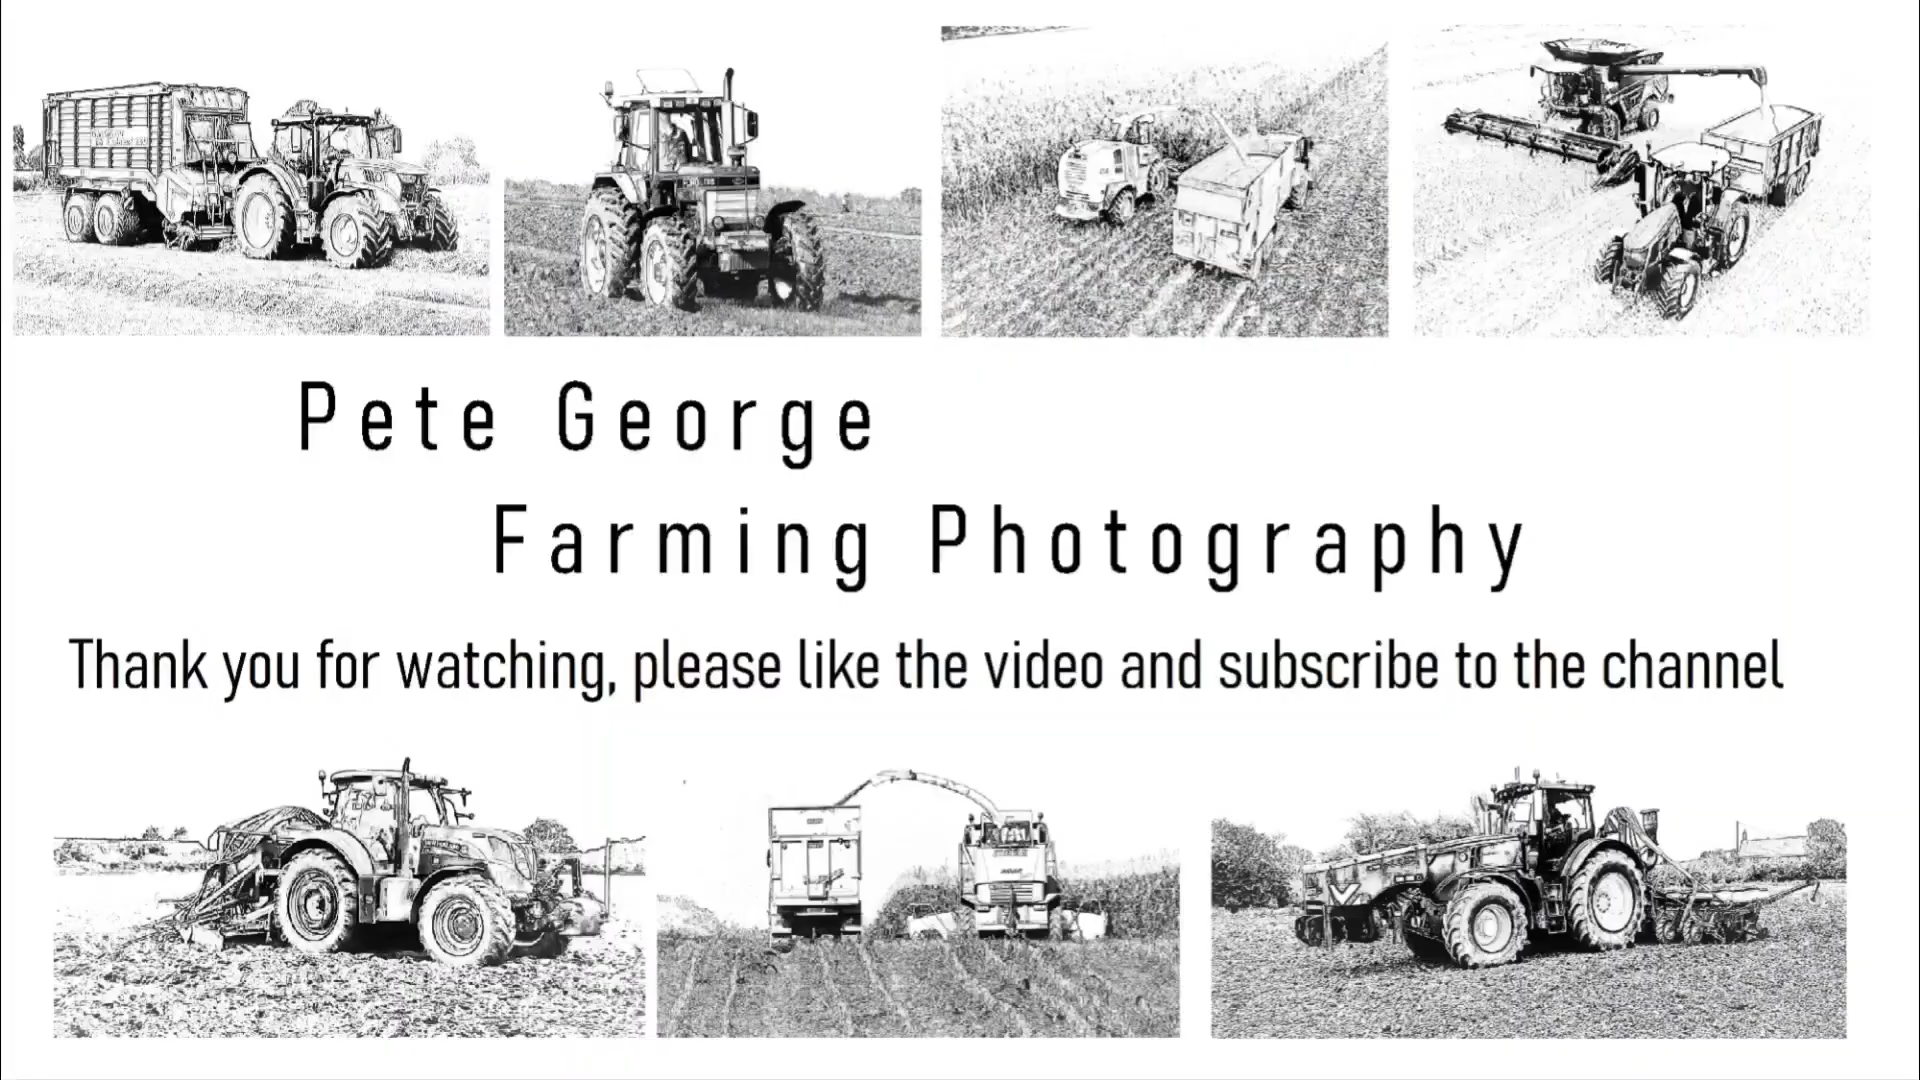 Pete George
Farming Photography
Thank you for watching, please like the video and subscribe to the channel